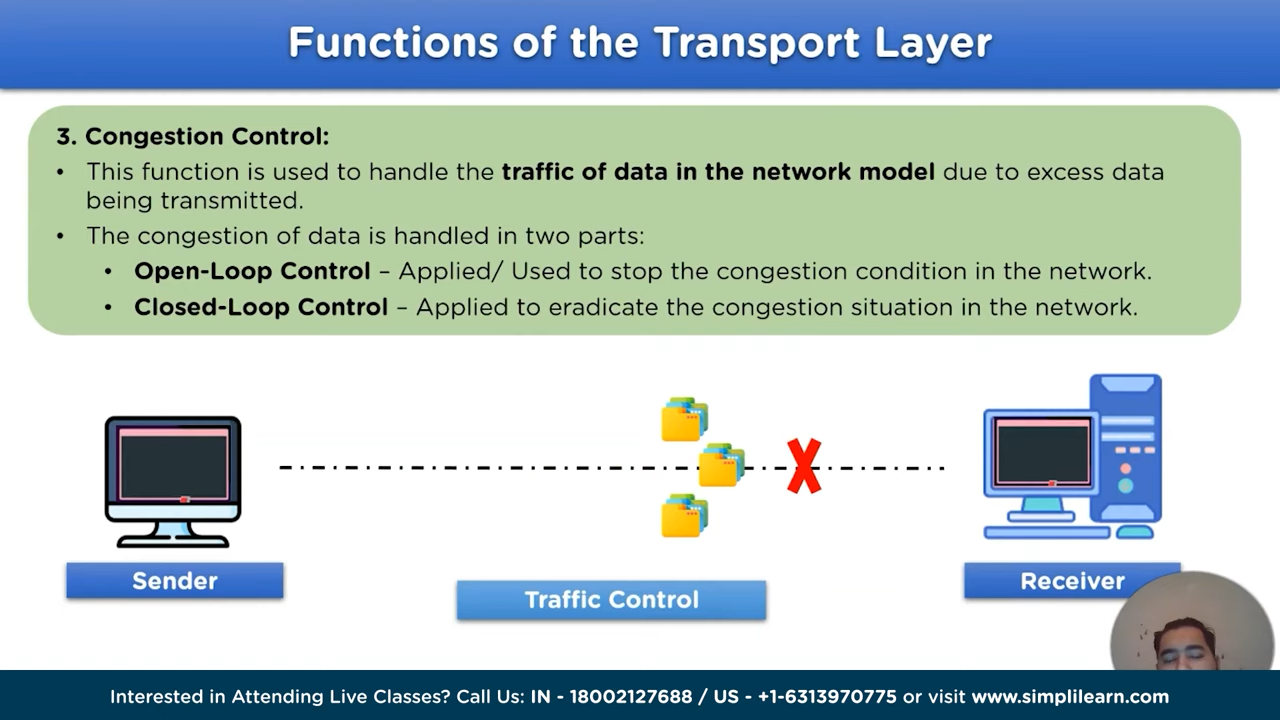 Functions of the Transport Layer
3. Congestion Control:
• This function is used to handle the traffic of data in the network model due to excess data
being transmitted.
• The congestion of data is handled in two parts:
• Open-Loop Control – Applied/ Used to stop the congestion condition in the network.
• Closed-Loop Control – Applied to eradicate the congestion situation in the network.
Sender
Traffic Control
Receiver
Interested in Attending Live Classes? Call Us: IN - 18002127688 / US - +1-6313970775 or visit www.simplilearn.com